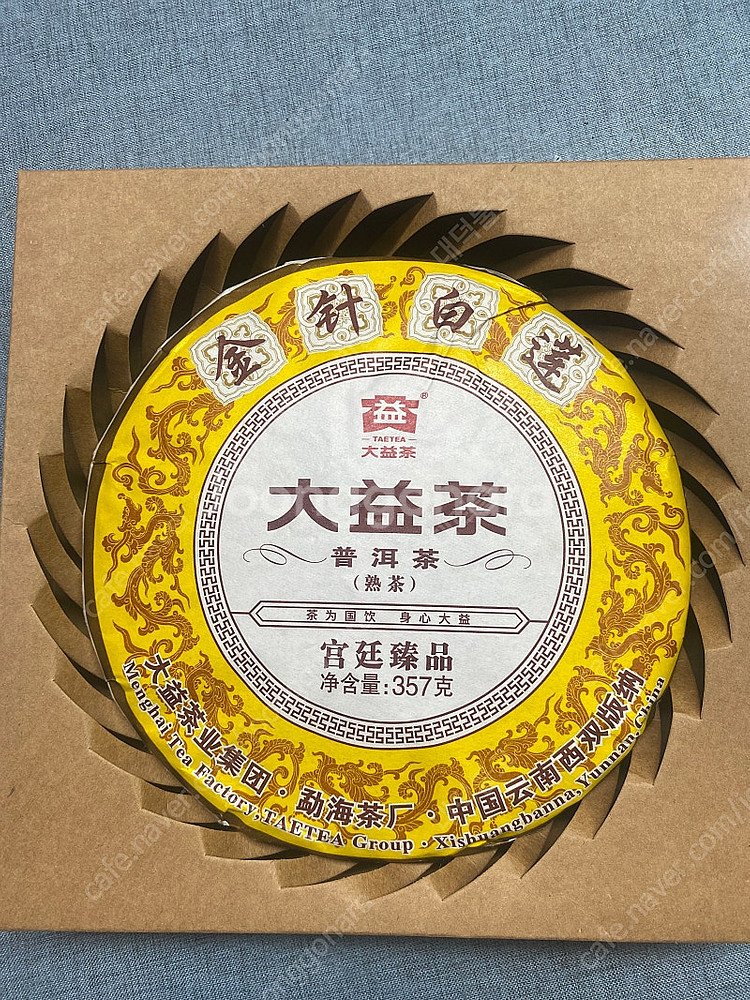 金针白莲
益®
TAETEA
大益茶
大益茶
普洱茶
(熟茶)
茶为国饮 身心大益
宫廷臻品
净含量:357克
大益茶业集团·勐海茶厂·中国云南西双版纳
Menghai Tea Factory,TAETEA Group·Xishuangbanna,Yunnan,China
cafe.naver.com